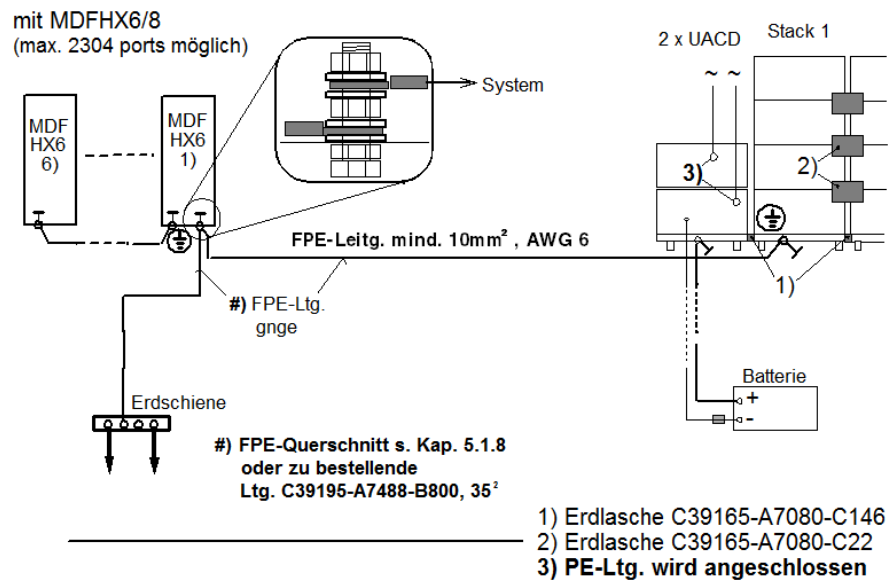 mit MDFHX6/8
(max. 2304 ports möglich)
MDF
HX6
6)
MDF
HX6
1)
System
2 x UACD
Stack 1
~ ~
3)
2)
1)
FPE-Leitg. mind. 10mm² , AWG 6
#) FPE-Ltg.
gnge
Erdschiene
Batterie
+
-
#) FPE-Querschnitt s. Kap. 5.1.8
oder zu bestellende
Ltg. C39195-A7488-B800, 35²
1) Erdlasche C39165-A7080-C146
2) Erdlasche C39165-A7080-C22
3) PE-Ltg. wird angeschlossen